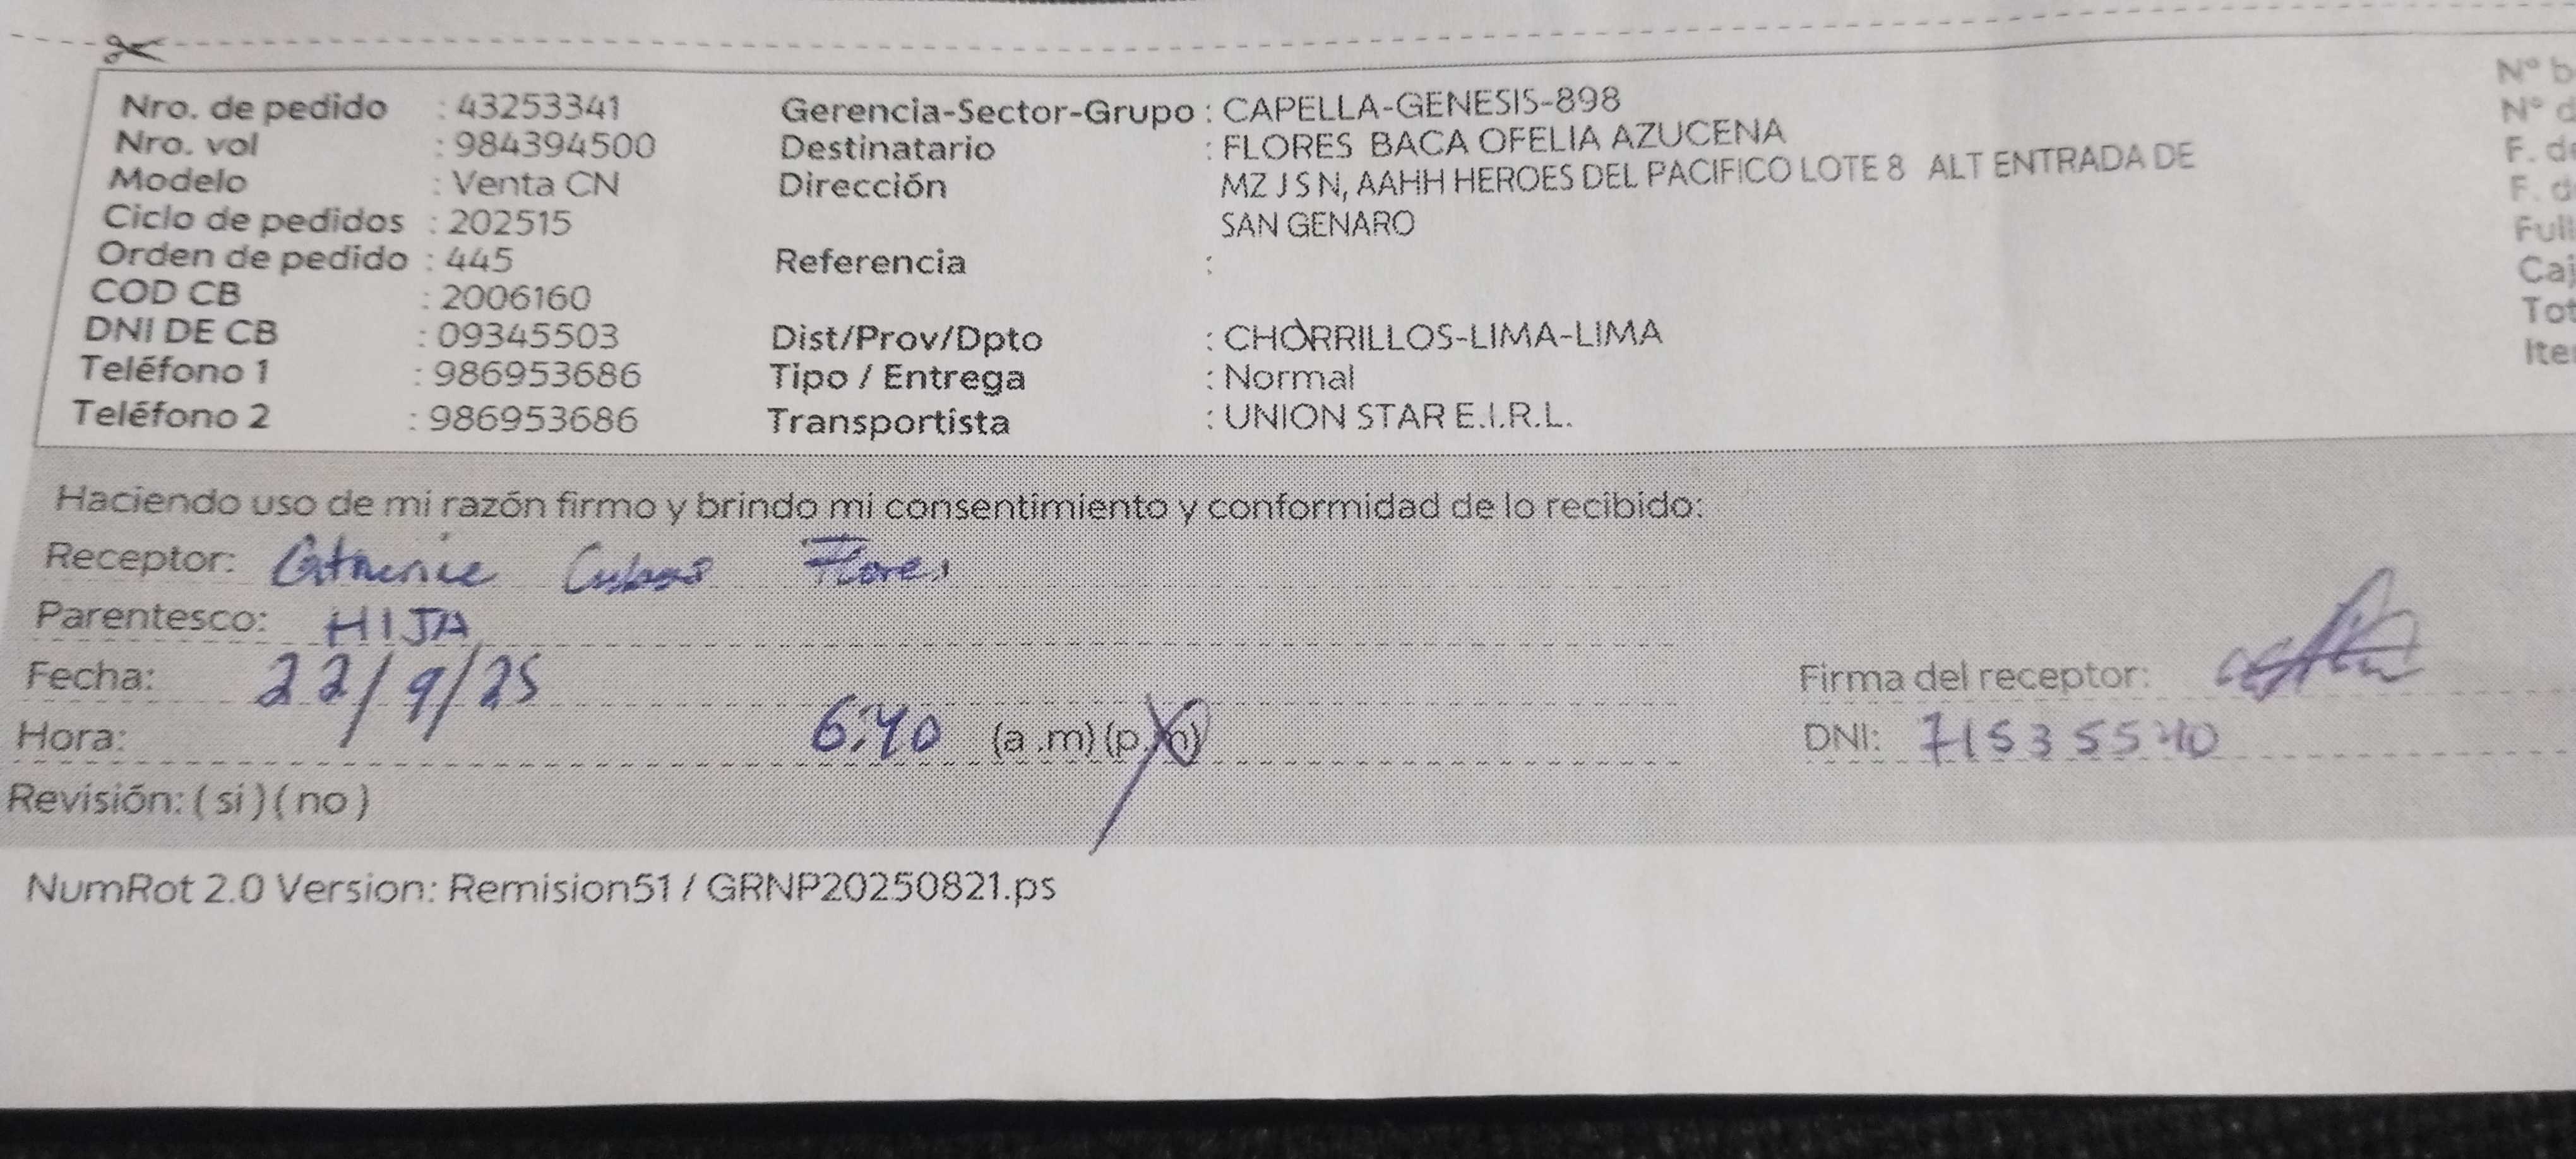 Nro. de pedido : 43253341 Gerencia-Sector-Grupo : CAPELLA-GENESIS-898
Nro. vol : 984394500 Destinatario : FLORES BACA OFELIA AZUCENA
Modelo : Venta CN Dirección MZ J S N, AAHH HEROES DEL PACIFICO LOTE 8 ALT ENTRADA DE
Ciclo de pedidos : 202515 SAN GENARO
Orden de pedido : 445 Referencia :
COD CB : 2006160
DNI DE CB : 09345503 Dist/Prov/Dpto : CHORRILLOS-LIMA-LIMA
Teléfono 1 : 986953686 Tipo / Entrega : Normal
Teléfono 2 : 986953686 Transportista : UNION STAR E.I.R.L.
Nº
Nº
F.
F.
Haciendo uso de mi razón firmo y brindo mi consentimiento y conformidad de lo recibido:
Receptor: Flores
Parentesco: HIJA
Fecha: 22/9/25 Firma del receptor:
Hora: 6:40 (a .m) (p.m) DNI: 71535540
Revisión: ( si ) ( no )
NumRot 2.0 Version: Remision51 / GRNP20250821.ps